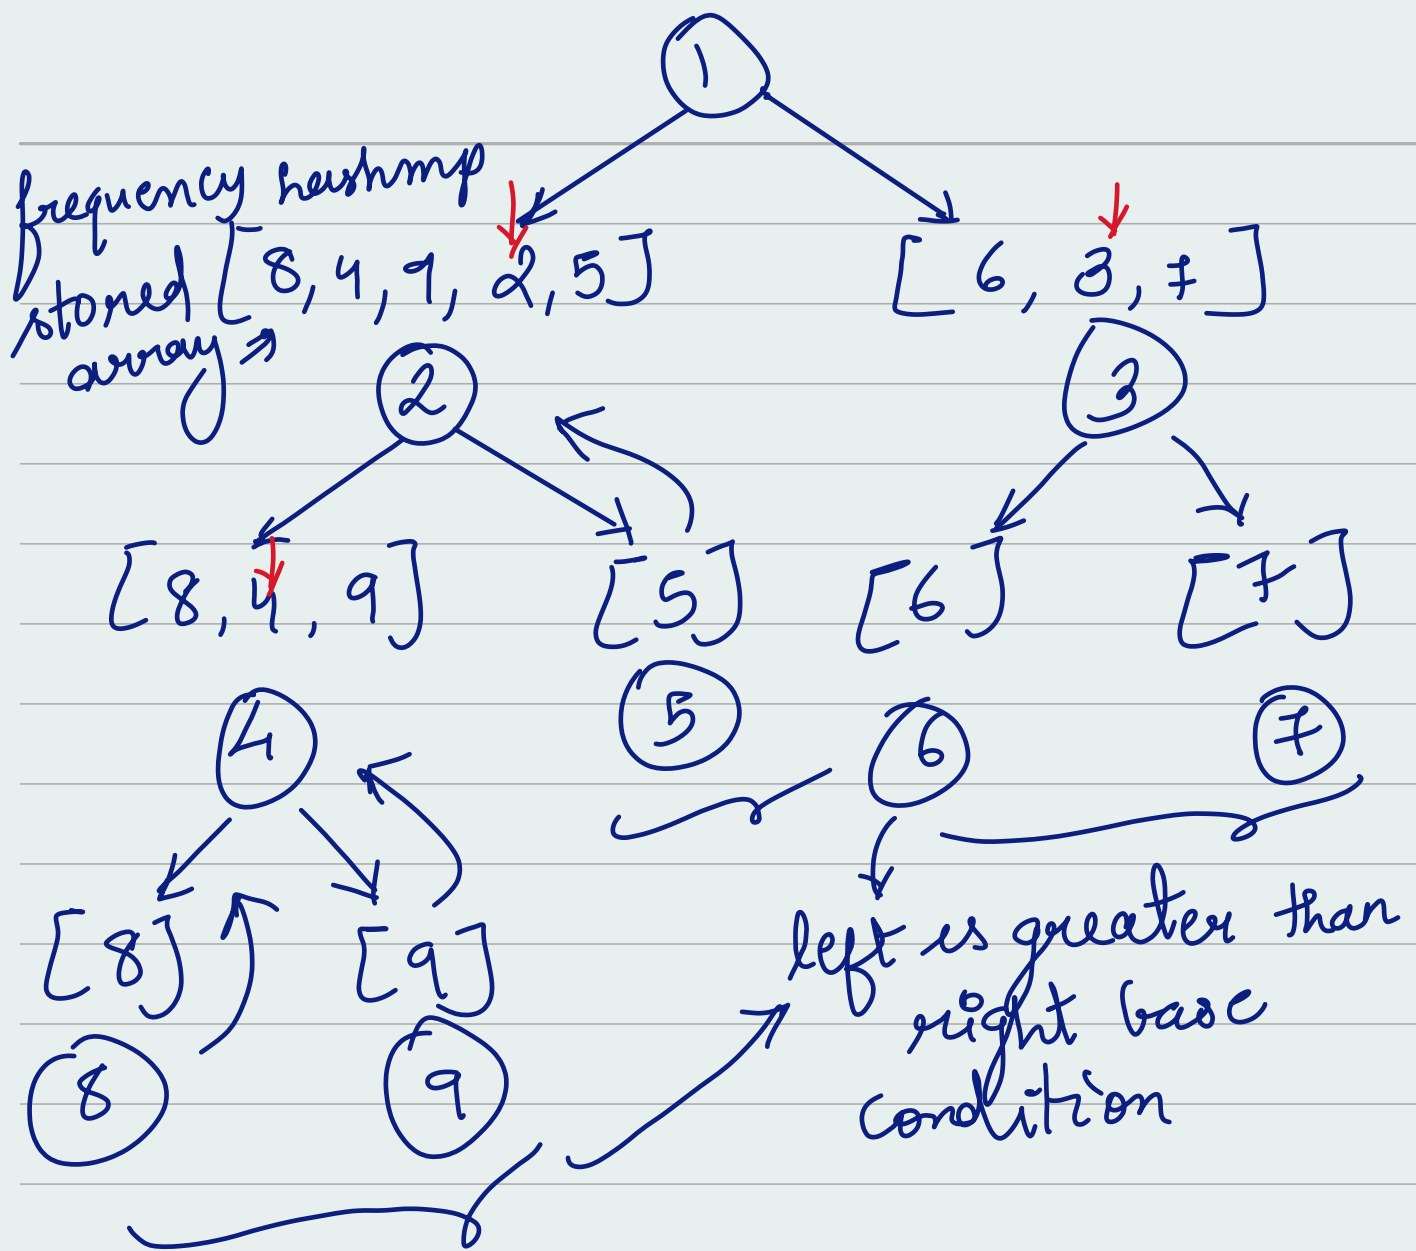 1
frequency hashmp
stored [8, 4, 9, 2, 5] [6, 3, 7]
array
2 3
[8, 4, 9] [5] [6] [7]
4 5 6 7
[8] [9] left is greater than
right base
8 9 condition